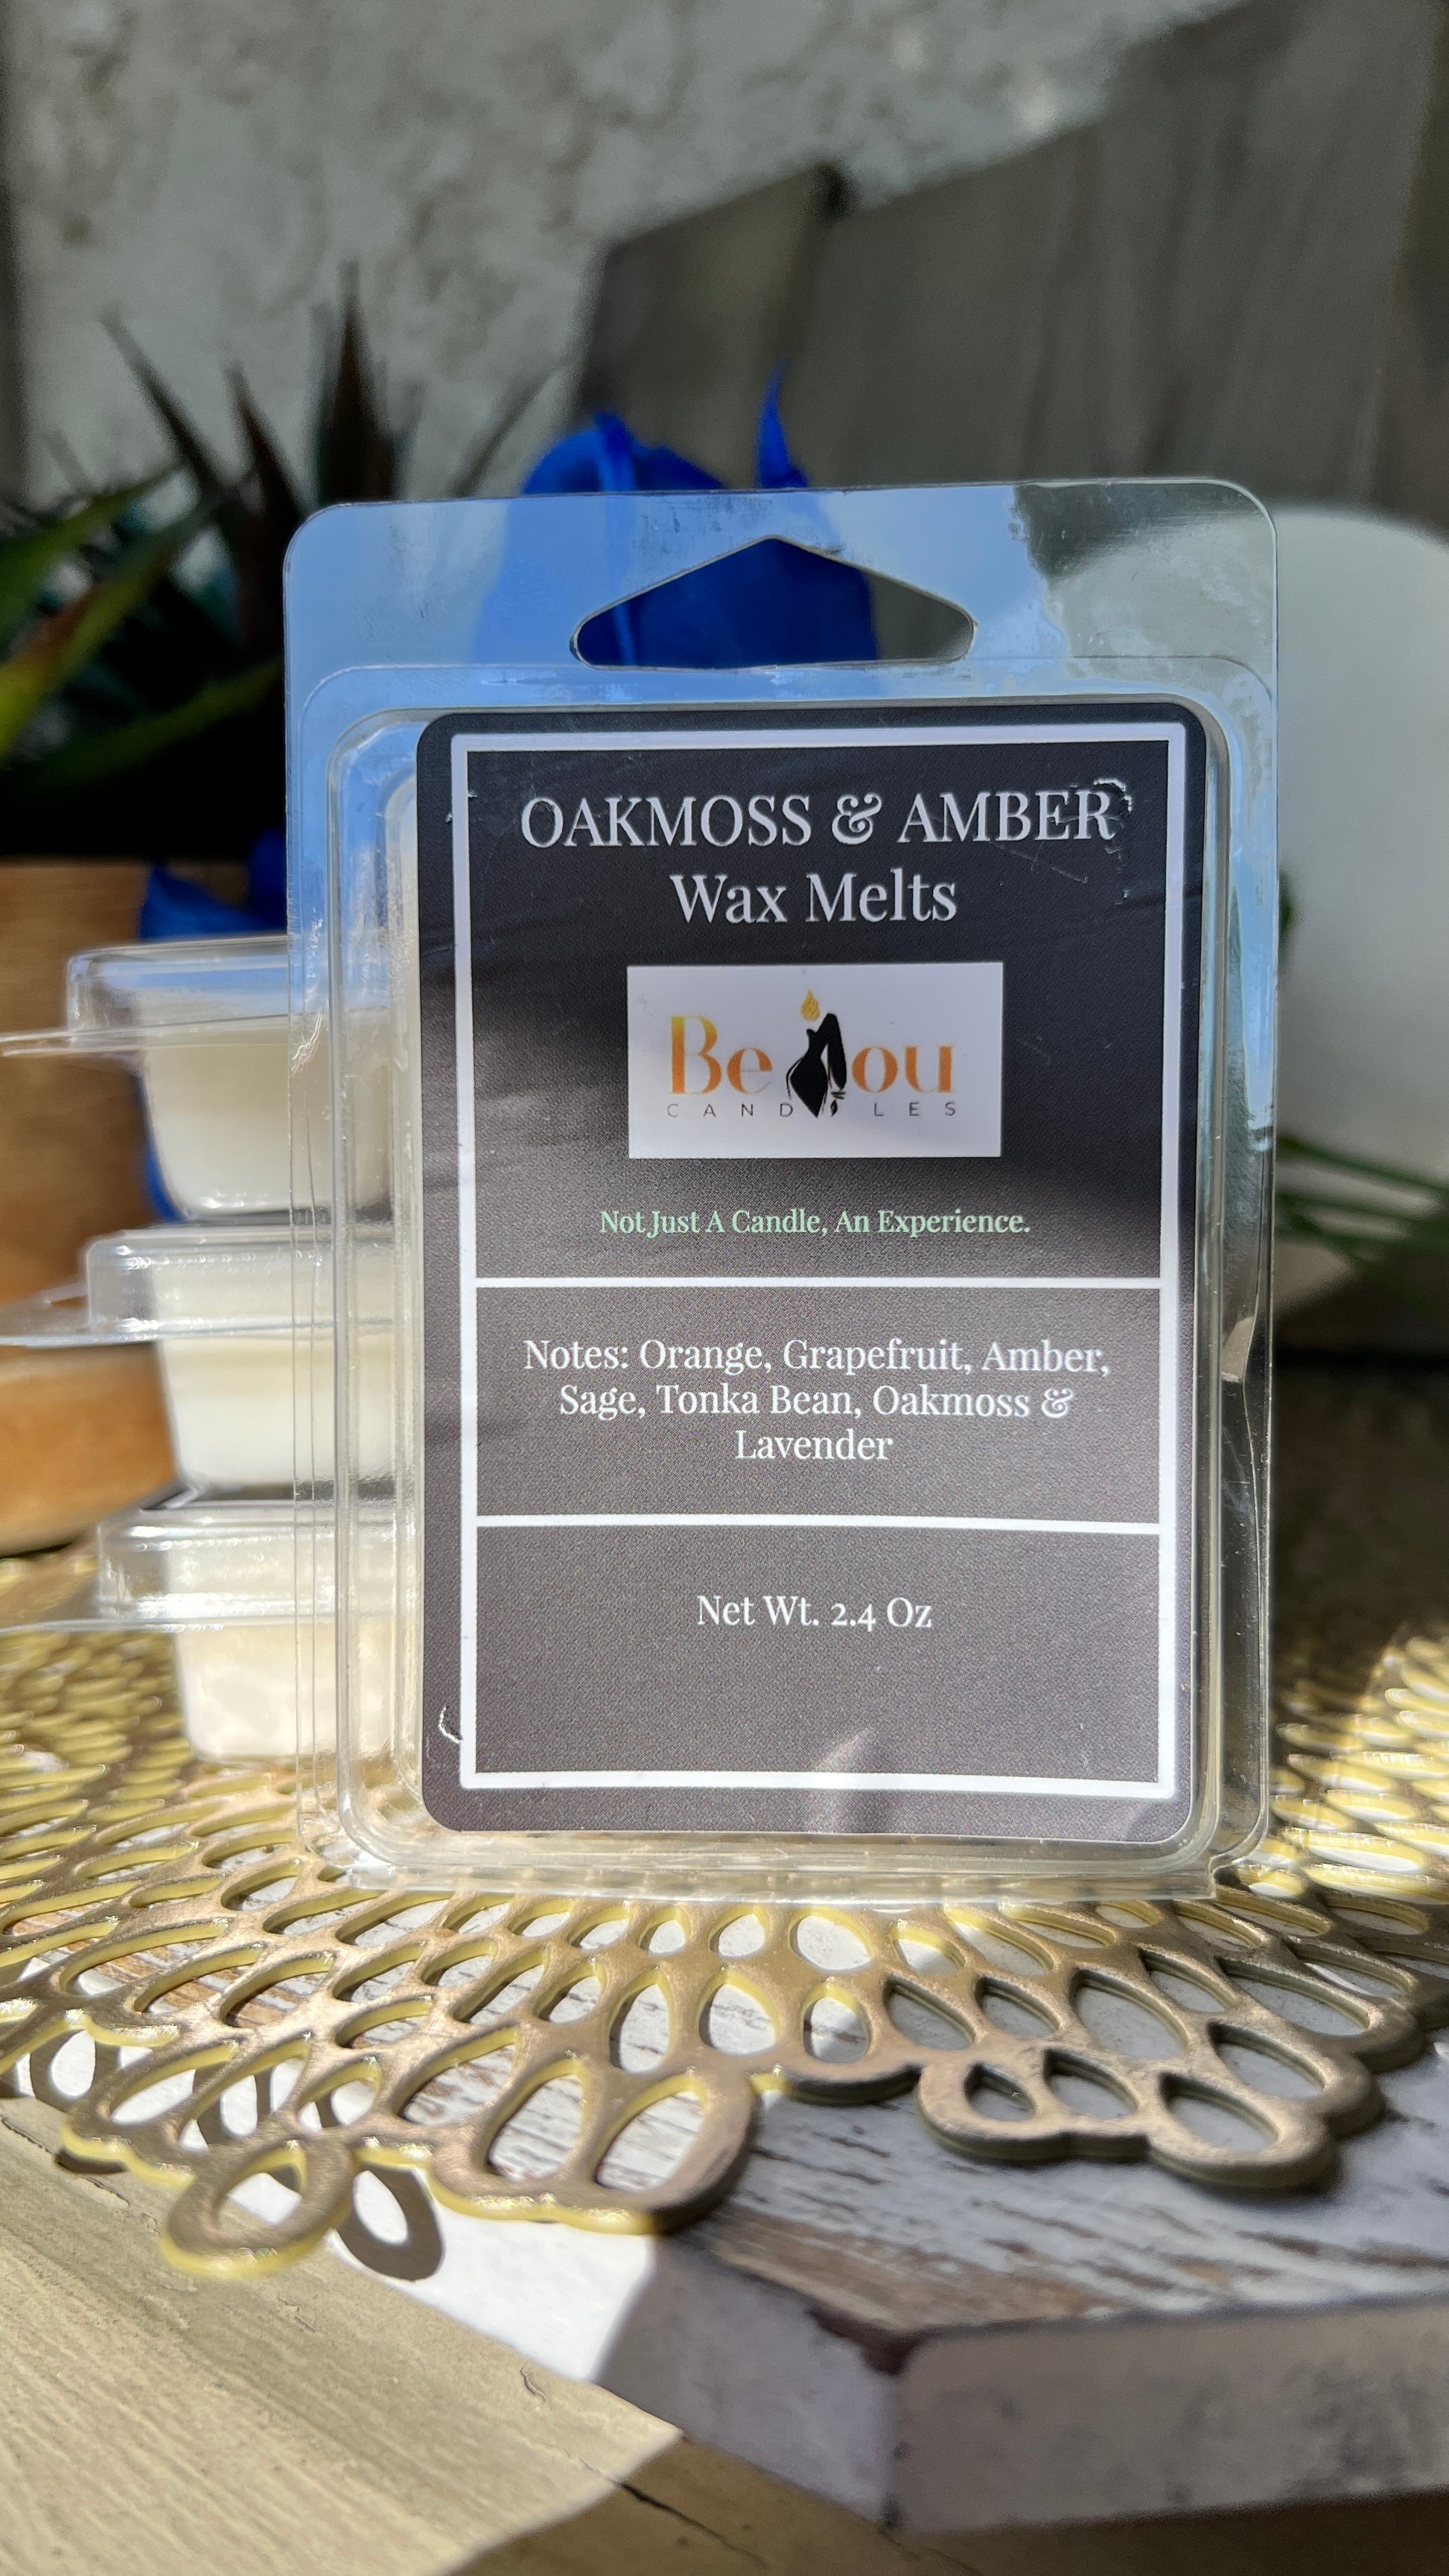 OAKMOSS & AMBER
Wax Melts
Be You
CANDLES
Not Just A Candle, An Experience.
Notes: Orange, Grapefruit, Amber,
Sage, Tonka Bean, Oakmoss &
Lavender
Net Wt. 2.4 Oz